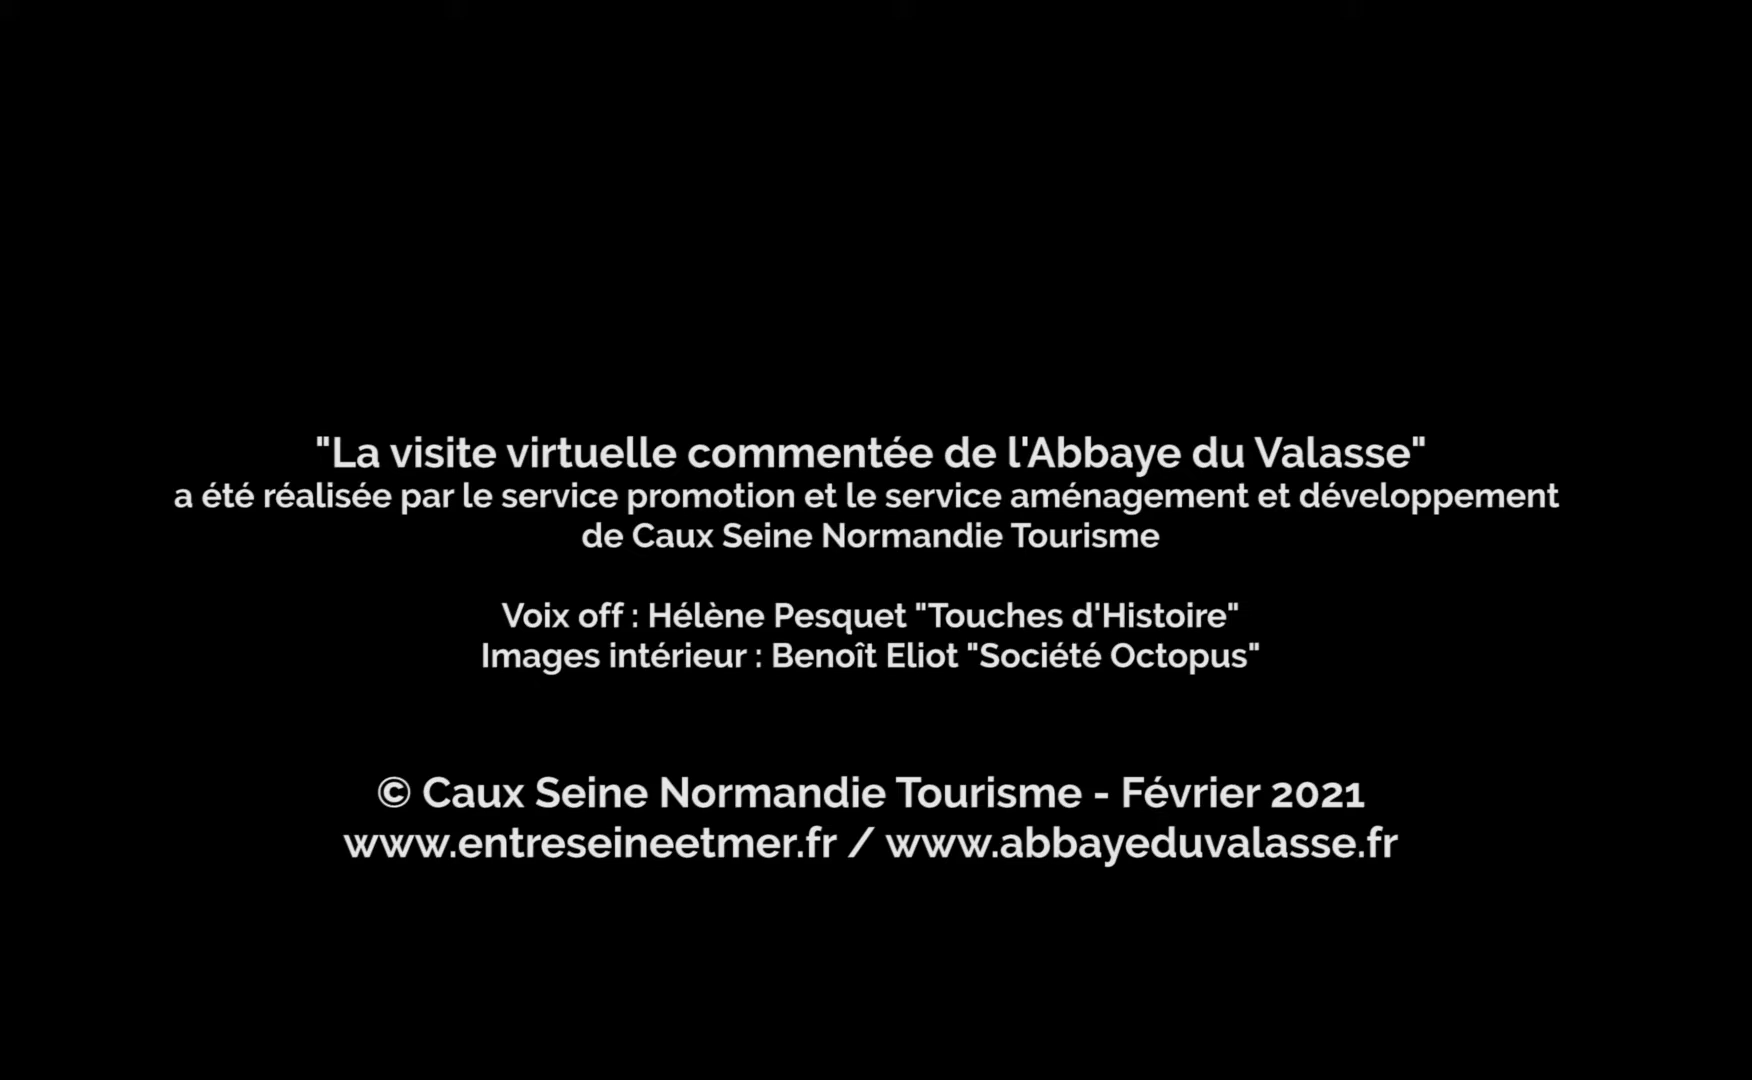 "La visite virtuelle commentée de l'Abbaye du Valasse"
a été réalisée par le service promotion et le service aménagement et développement
de Caux Seine Normandie Tourisme
Voix off : Hélène Pesquet "Touches d'Histoire"
Images intérieur : Benoît Eliot "Société Octopus"
© Caux Seine Normandie Tourisme - Février 2021
www.entreseineetmer.fr / www.abbayeduvalasse.fr